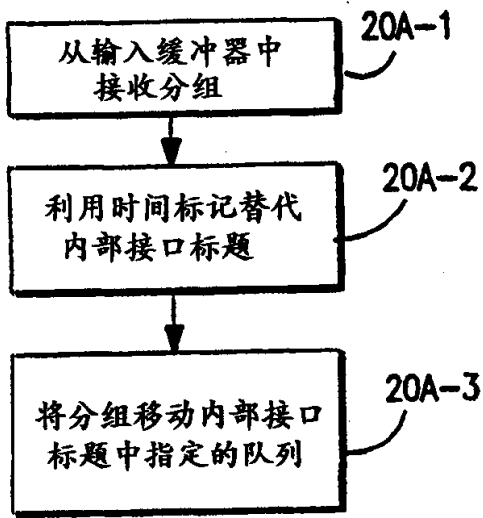 从输入缓冲器中
接收分组
20A-1
利用时间标记替代
内部接口标题
20A-2
将分组移动内部接口
标题中指定的队列
20A-3